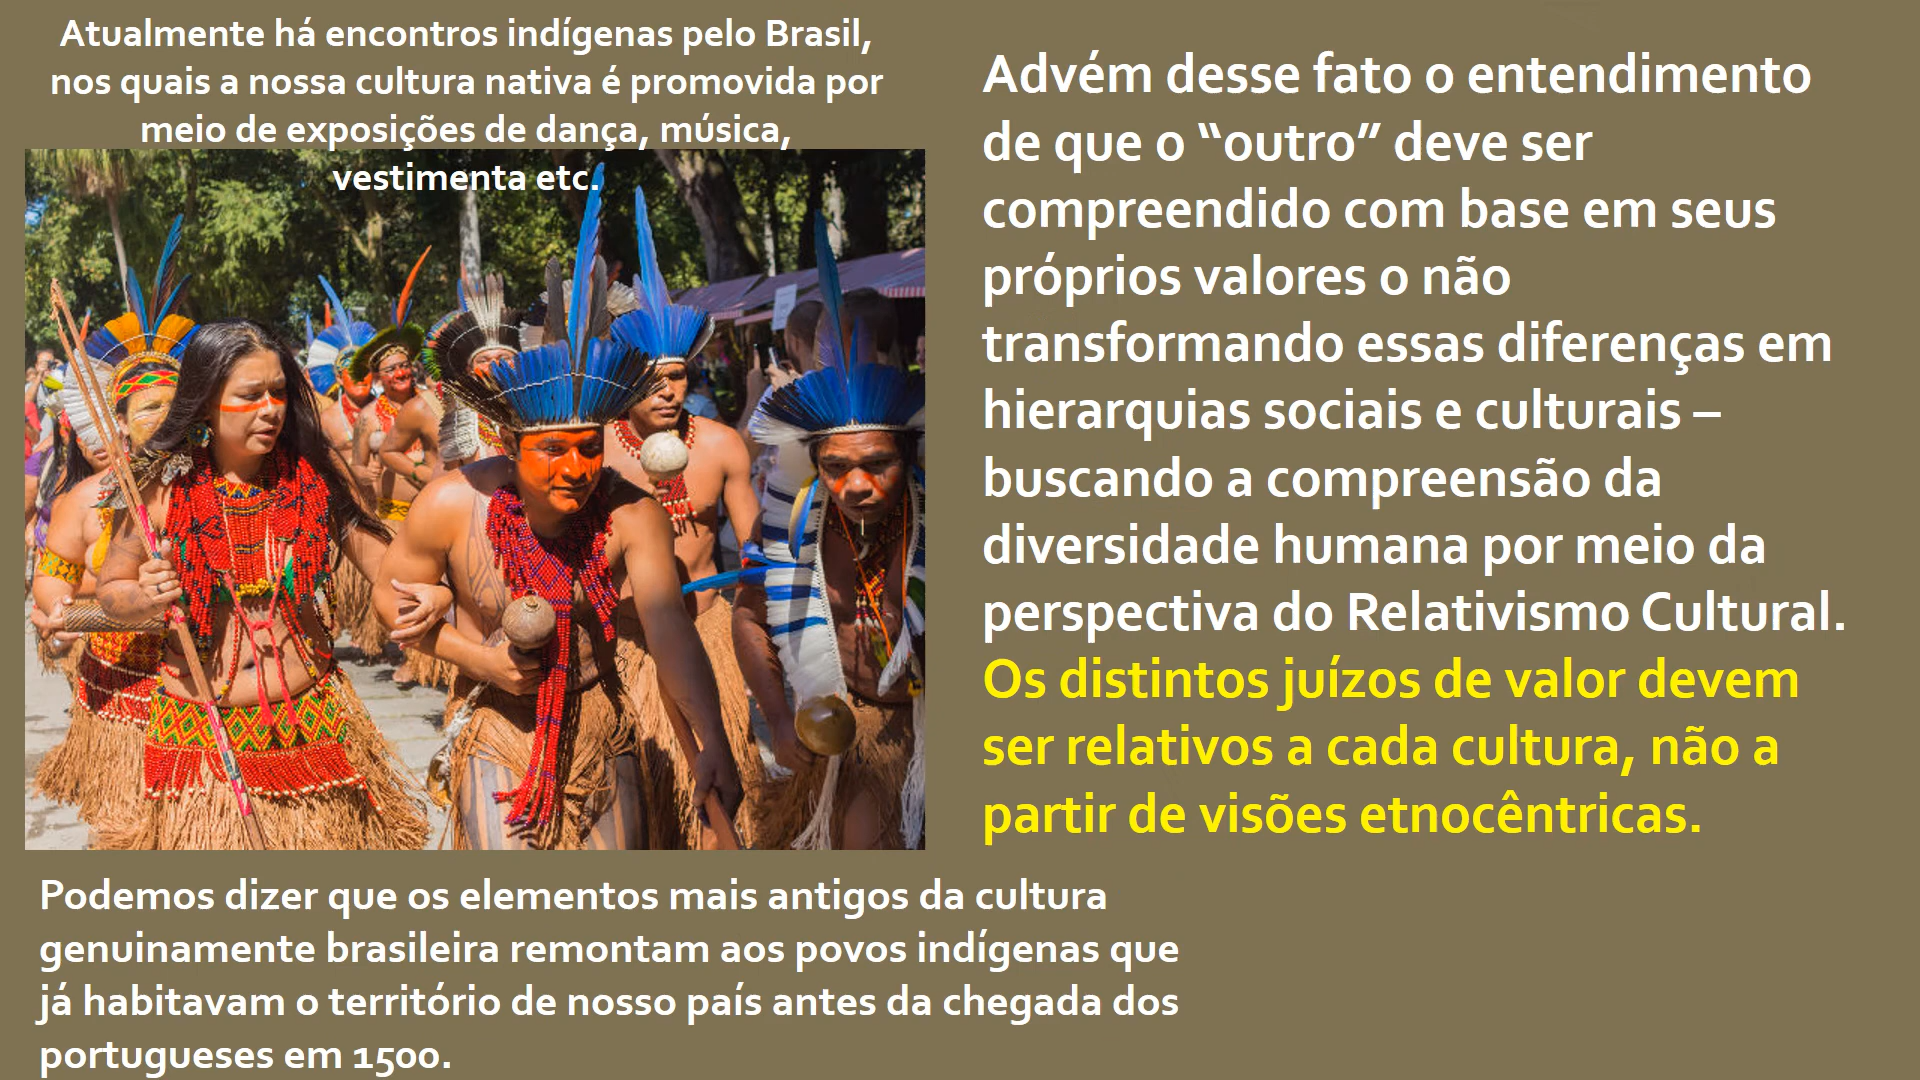 Atualmente há encontros indígenas pelo Brasil,
nos quais a nossa cultura nativa é promovida por
meio de exposições de dança, música,
vestimenta etc.
Advém desse fato o entendimento
de que o “outro” deve ser
compreendido com base em seus
próprios valores o não
transformando essas diferenças em
hierarquias sociais e culturais –
buscando a compreensão da
diversidade humana por meio da
perspectiva do Relativismo Cultural.
Os distintos juízos de valor devem
ser relativos a cada cultura, não a
partir de visões etnocêntricas.
Podemos dizer que os elementos mais antigos da cultura
genuinamente brasileira remontam aos povos indígenas que
já habitavam o território de nosso país antes da chegada dos
portugueses em 1500.